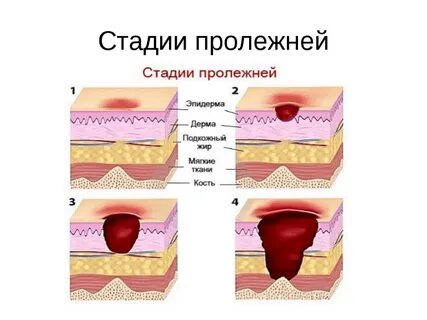 Стадии пролежней
Стадии пролежней
1
2
Эпидерма
Дерма
Подкожный
жир
Мягкие
ткани
Кость
3
4